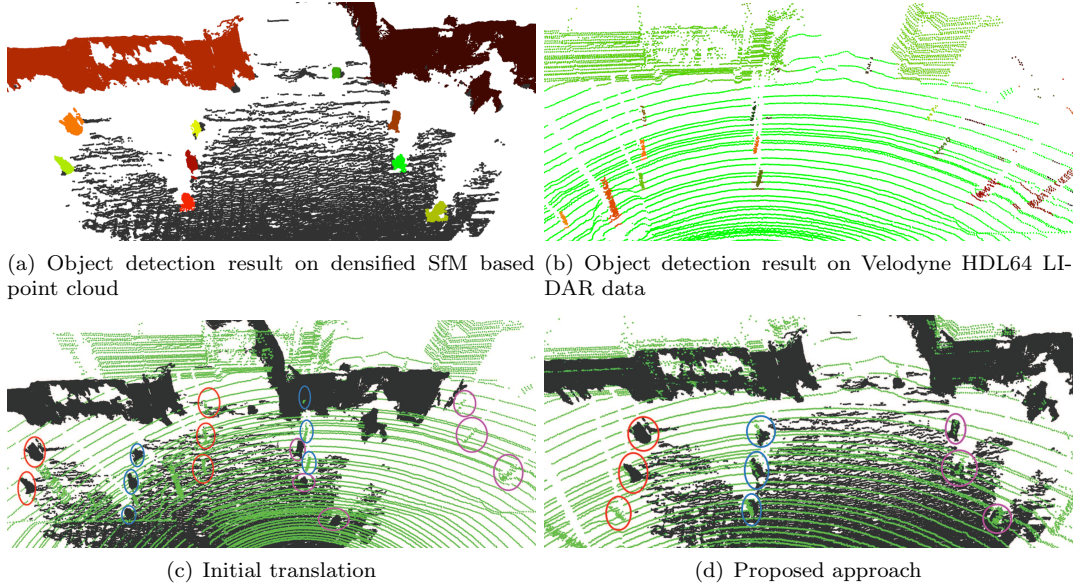 (a) Object detection result on densified SfM based
point cloud
(b) Object detection result on Velodyne HDL64 LI-
DAR data
(c) Initial translation
(d) Proposed approach